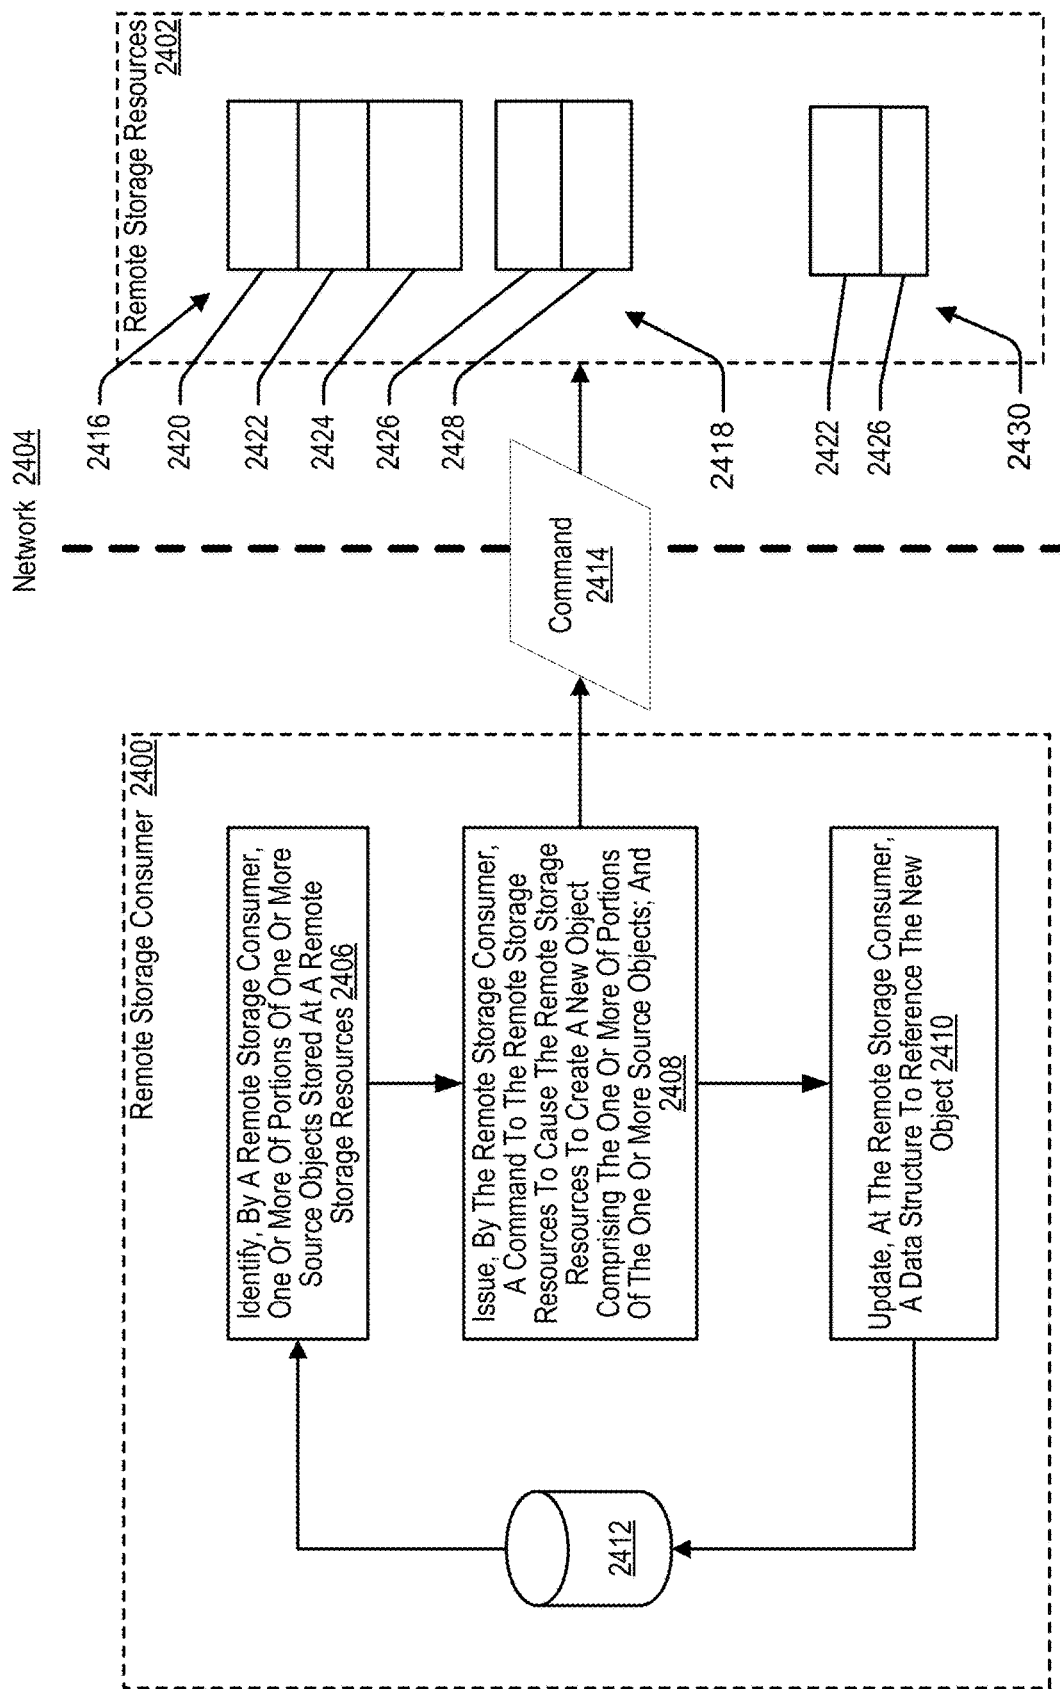 Network 2404
Remote Storage Consumer 2400
Identify, By A Remote Storage Consumer,
One Or More Of Portions Of One Or More
Source Objects Stored At A Remote
Storage Resources 2406
Issue, By The Remote Storage Consumer,
A Command To The Remote Storage
Resources To Cause The Remote Storage
Resources To Create A New Object
Comprising The One Or More Of Portions
Of The One Or More Source Objects; And
2408
Update, At The Remote Storage Consumer,
A Data Structure To Reference The New
Object 2410
2412
Command
2414
Remote Storage Resources
2402
2416
2420
2422
2424
2426
2428
2418
2422
2426
2430